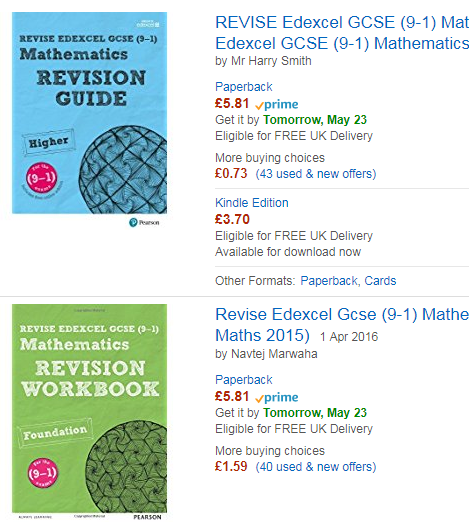 REVISE EDEXCEL GCSE (9-1)
Mathematics
REVISION
GUIDE
Higher
For the
(9-1)
exams
Pearson
REVISE Edexcel GCSE (9-1) Mat
Edexcel GCSE (9-1) Mathematics
by Mr Harry Smith
Paperback
£5.81 prime
Get it by Tomorrow, May 23
Eligible for FREE UK Delivery
More buying choices
£0.73 (43 used & new offers)
Kindle Edition
£3.70
Eligible for FREE UK Delivery
Available for download now
Other Formats: Paperback, Cards
REVISE EDEXCEL GCSE (9-1)
Mathematics
REVISION
WORKBOOK
Foundation
For the
(9-1)
exams
ALWAYS LEARNING
PEARSON
Revise Edexcel Gcse (9-1) Mathe
Maths 2015) 1 Apr 2016
by Navtej Marwaha
Paperback
£5.81 prime
Get it by Tomorrow, May 23
Eligible for FREE UK Delivery
More buying choices
£1.59 (40 used & new offers)